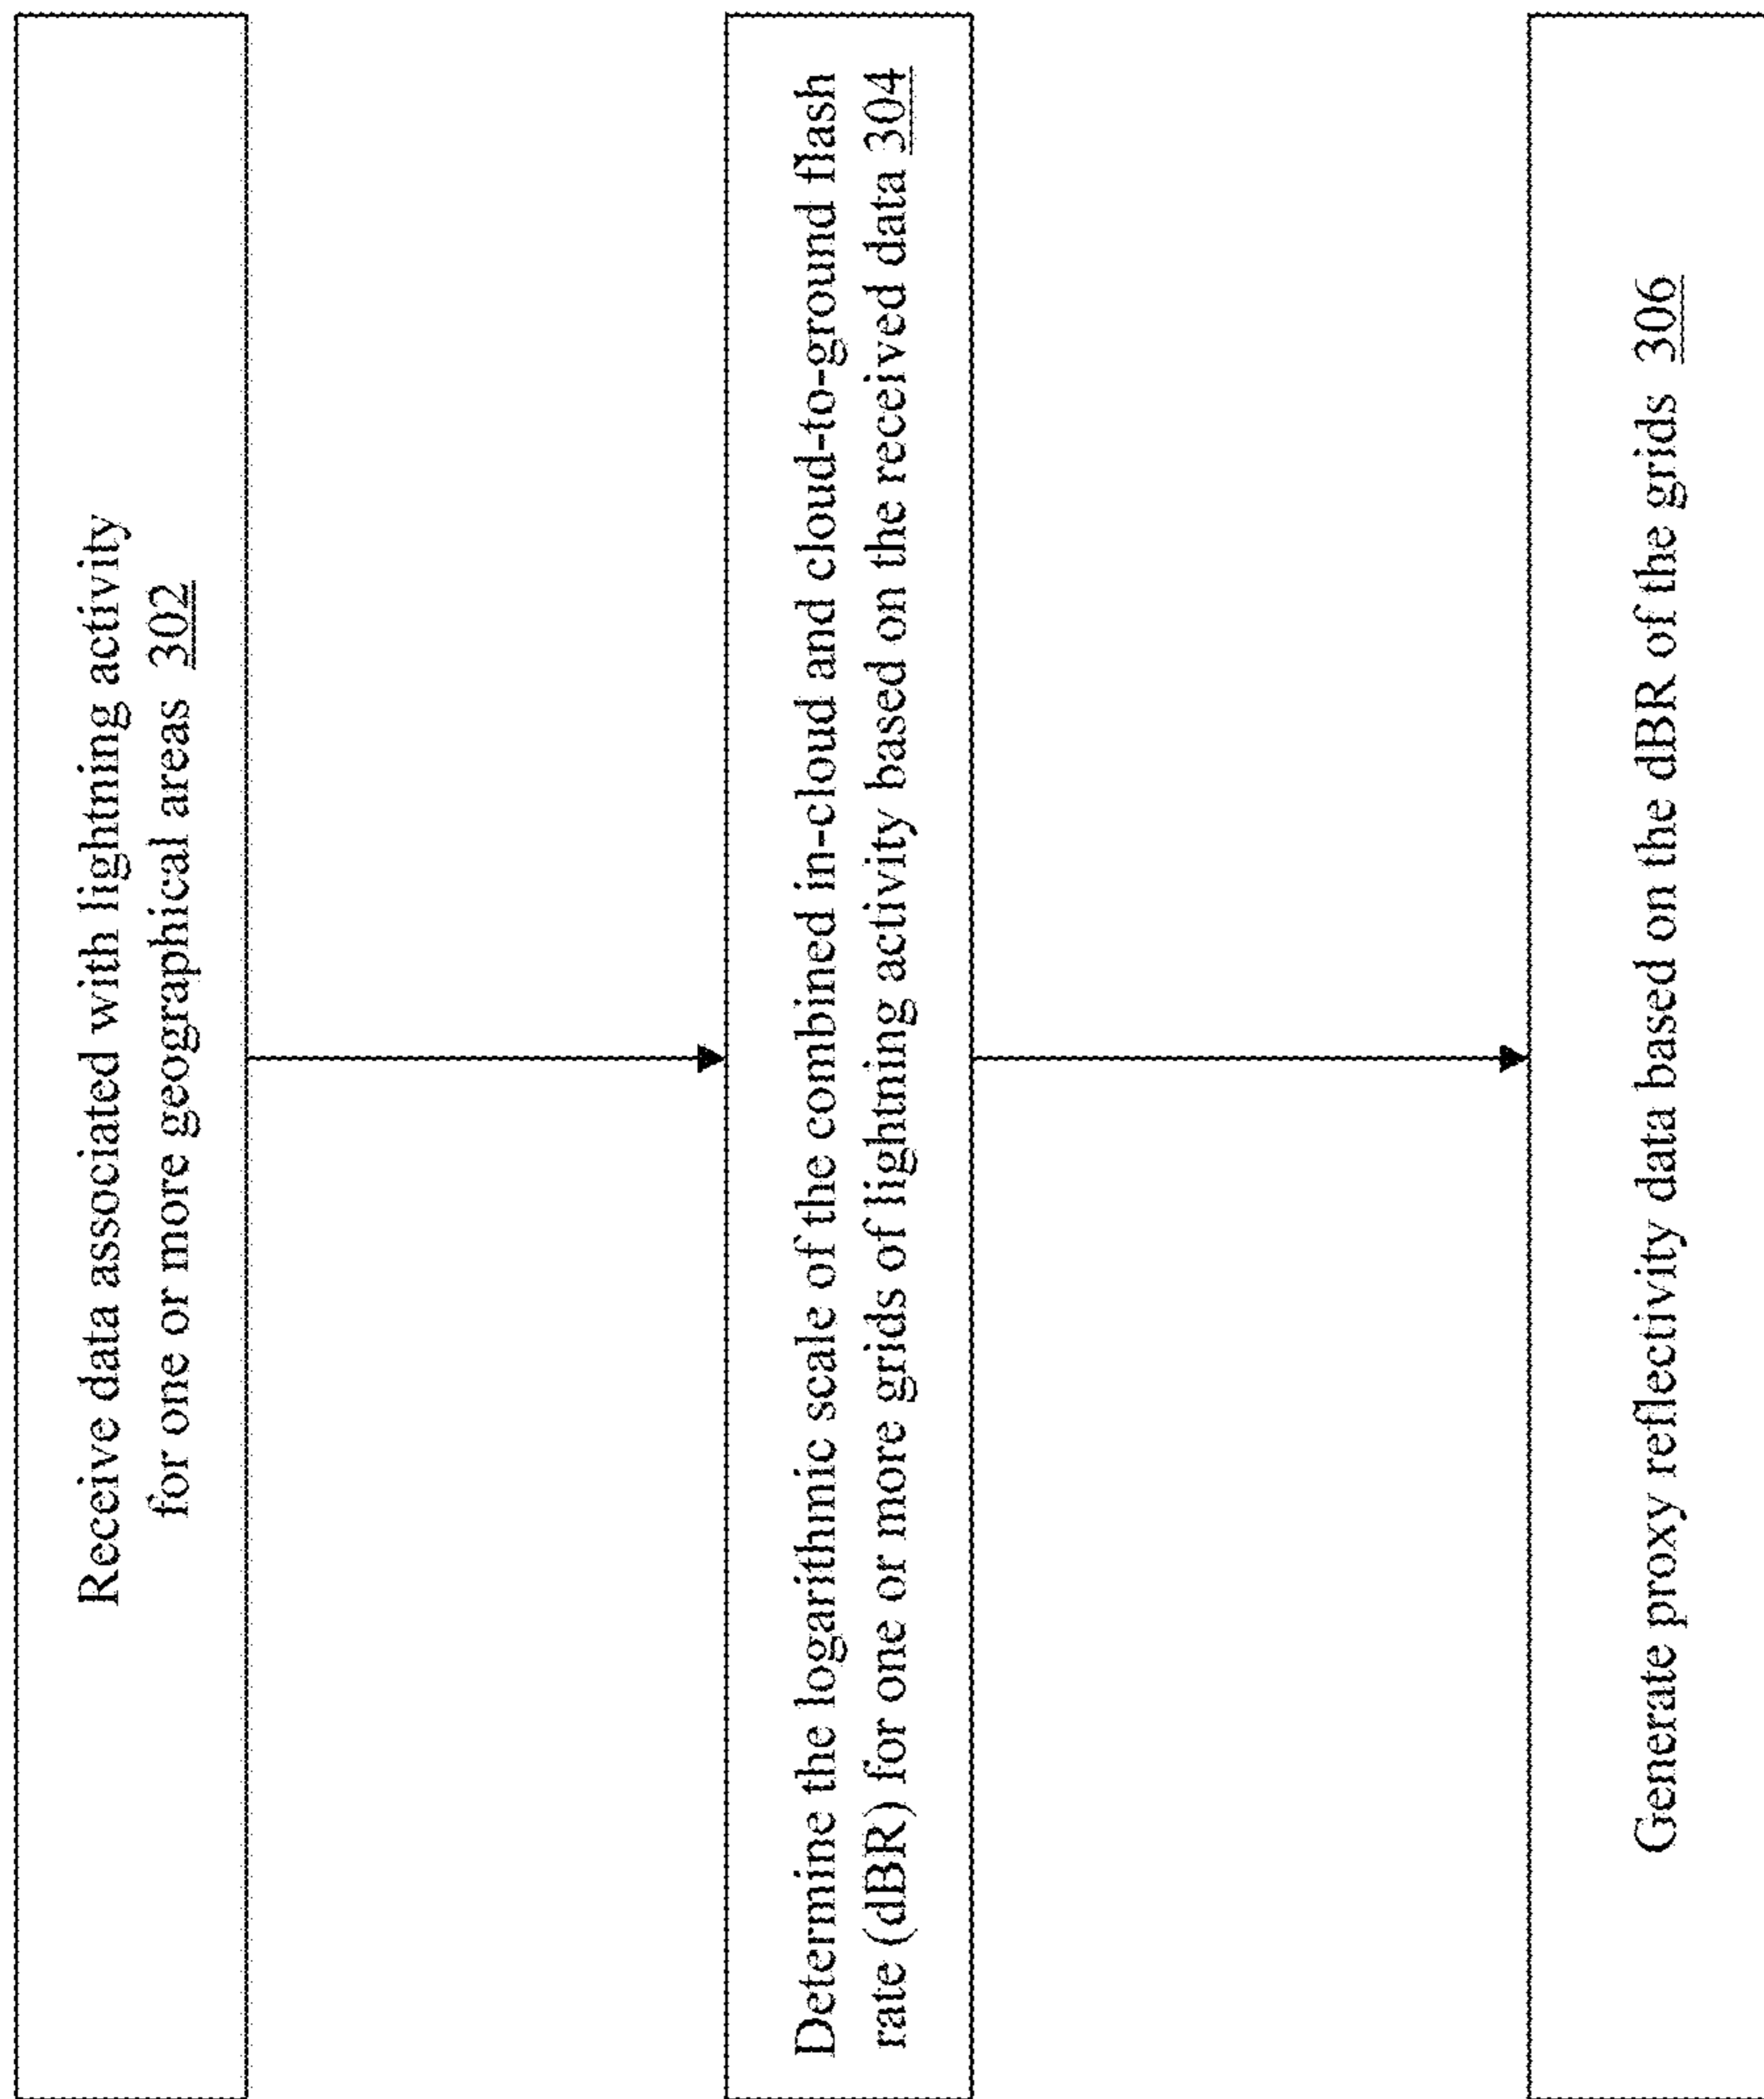 Receive data associated with lightning activity
for one or more geographical areas 302
Determine the logarithmic scale of the combined in-cloud and cloud-to-ground flash
rate (dBR) for one or more grids of lightning activity based on the received data 304
Generate proxy reflectivity data based on the dBR of the grids 306